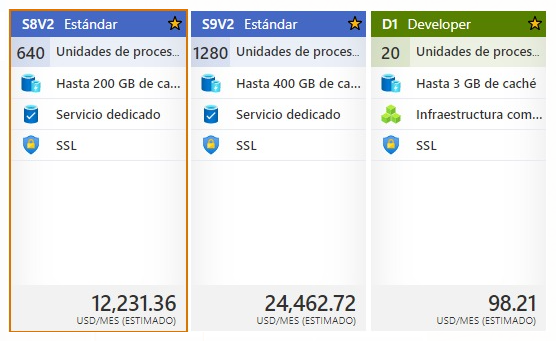 S8V2 Estándar
640 Unidades de proces...
Hasta 200 GB de ca...
Servicio dedicado
SSL
12,231.36
USD/MES (ESTIMADO)
S9V2 Estándar
1280 Unidades de proces...
Hasta 400 GB de ca...
Servicio dedicado
SSL
24,462.72
USD/MES (ESTIMADO)
D1 Developer
20 Unidades de proces...
Hasta 3 GB de caché
Infraestructura com...
SSL
98.21
USD/MES (ESTIMADO)